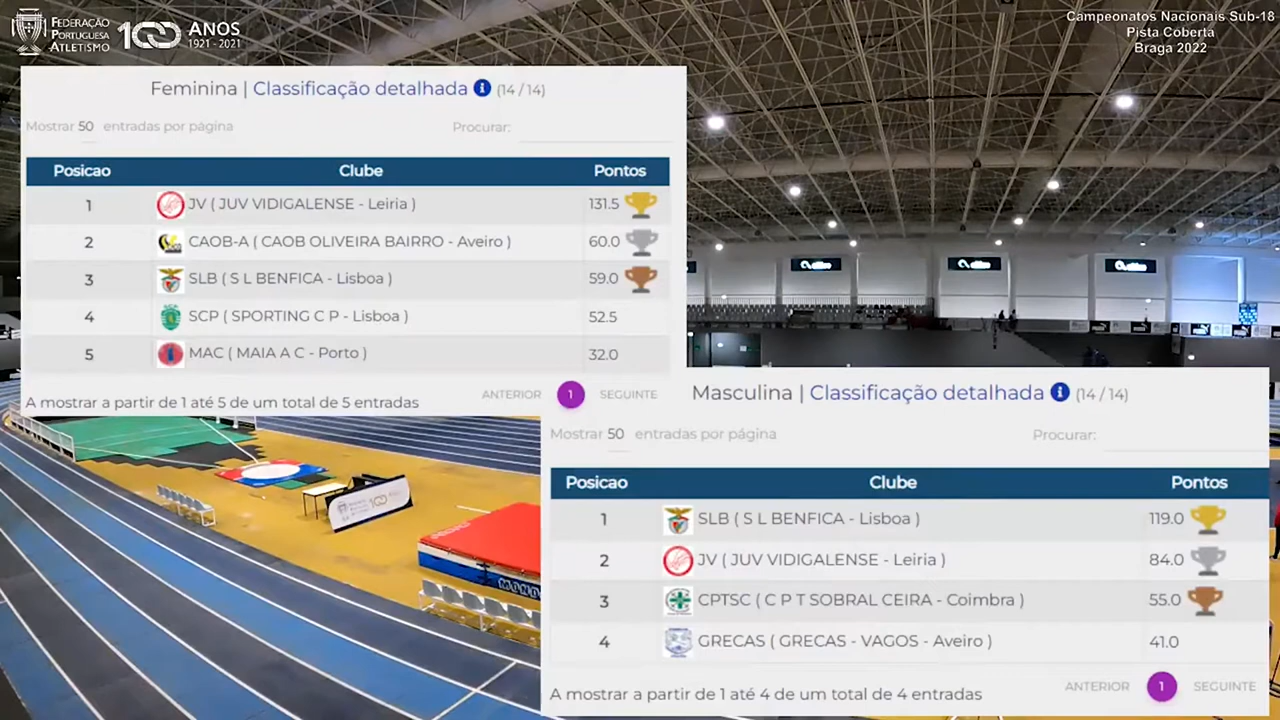 FEDERAÇÃO
PORTUGUESA
ATLETISMO
100 ANOS
1921 - 2021
Campeonatos Nacionais Sub-18
Pista Coberta
Braga 2022
Feminina | Classificação detalhada i (14 / 14)
Mostrar 50 entradas por página Procurar:
Posicao Clube Pontos
1 JV ( JUV VIDIGALENSE - Leiria ) 131.5
2 CAOB-A ( CAOB OLIVEIRA BAIRRO - Aveiro ) 60.0
3 SLB ( S L BENFICA - Lisboa ) 59.0
4 SCP ( SPORTING C P - Lisboa ) 52.5
5 MAC ( MAIA A C - Porto ) 32.0
A mostrar a partir de 1 até 5 de um total de 5 entradas ANTERIOR 1 SEGUINTE
Masculina | Classificação detalhada i (14 / 14)
Mostrar 50 entradas por página Procurar:
Posicao Clube Pontos
1 SLB ( S L BENFICA - Lisboa ) 119.0
2 JV ( JUV VIDIGALENSE - Leiria ) 84.0
3 CPTSC ( C P T SOBRAL CEIRA - Coimbra ) 55.0
4 GRECAS ( GRECAS - VAGOS - Aveiro ) 41.0
A mostrar a partir de 1 até 4 de um total de 4 entradas ANTERIOR 1 SEGUINTE